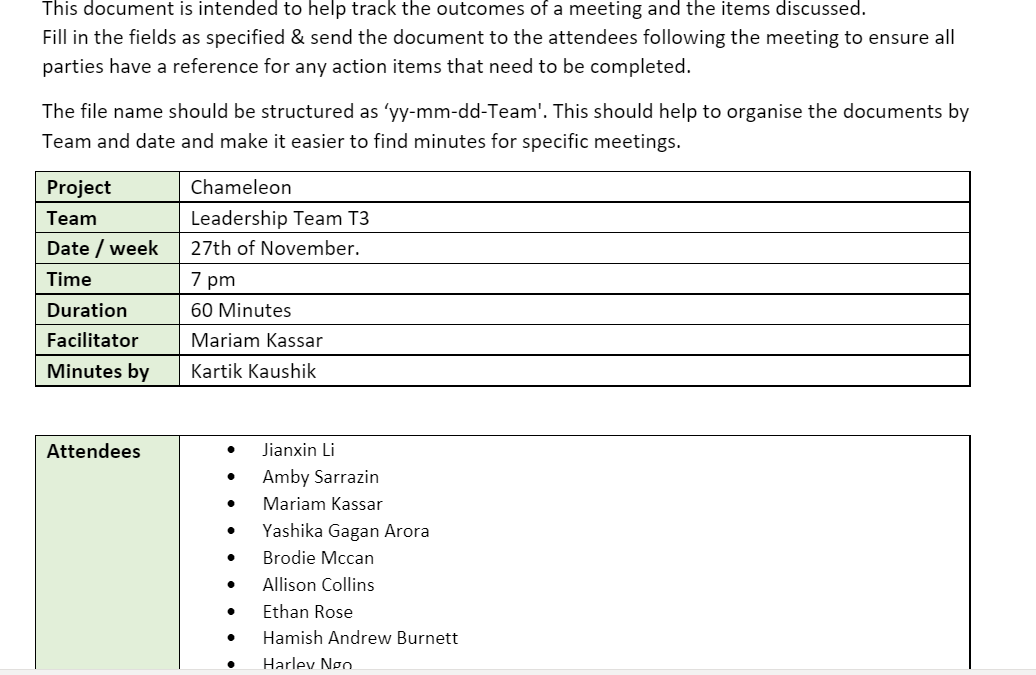 This document is intended to help track the outcomes of a meeting and the items discussed.
Fill in the fields as specified & send the document to the attendees following the meeting to ensure all
parties have a reference for any action items that need to be completed.
The file name should be structured as ‘yy-mm-dd-Team'. This should help to organise the documents by
Team and date and make it easier to find minutes for specific meetings.
Project Chameleon
Team Leadership Team T3
Date / week 27th of November.
Time 7 pm
Duration 60 Minutes
Facilitator Mariam Kassar
Minutes by Kartik Kaushik
Attendees • Jianxin Li
• Amby Sarrazin
• Mariam Kassar
• Yashika Gagan Arora
• Brodie Mccan
• Allison Collins
• Ethan Rose
• Hamish Andrew Burnett
• Harley Ngo